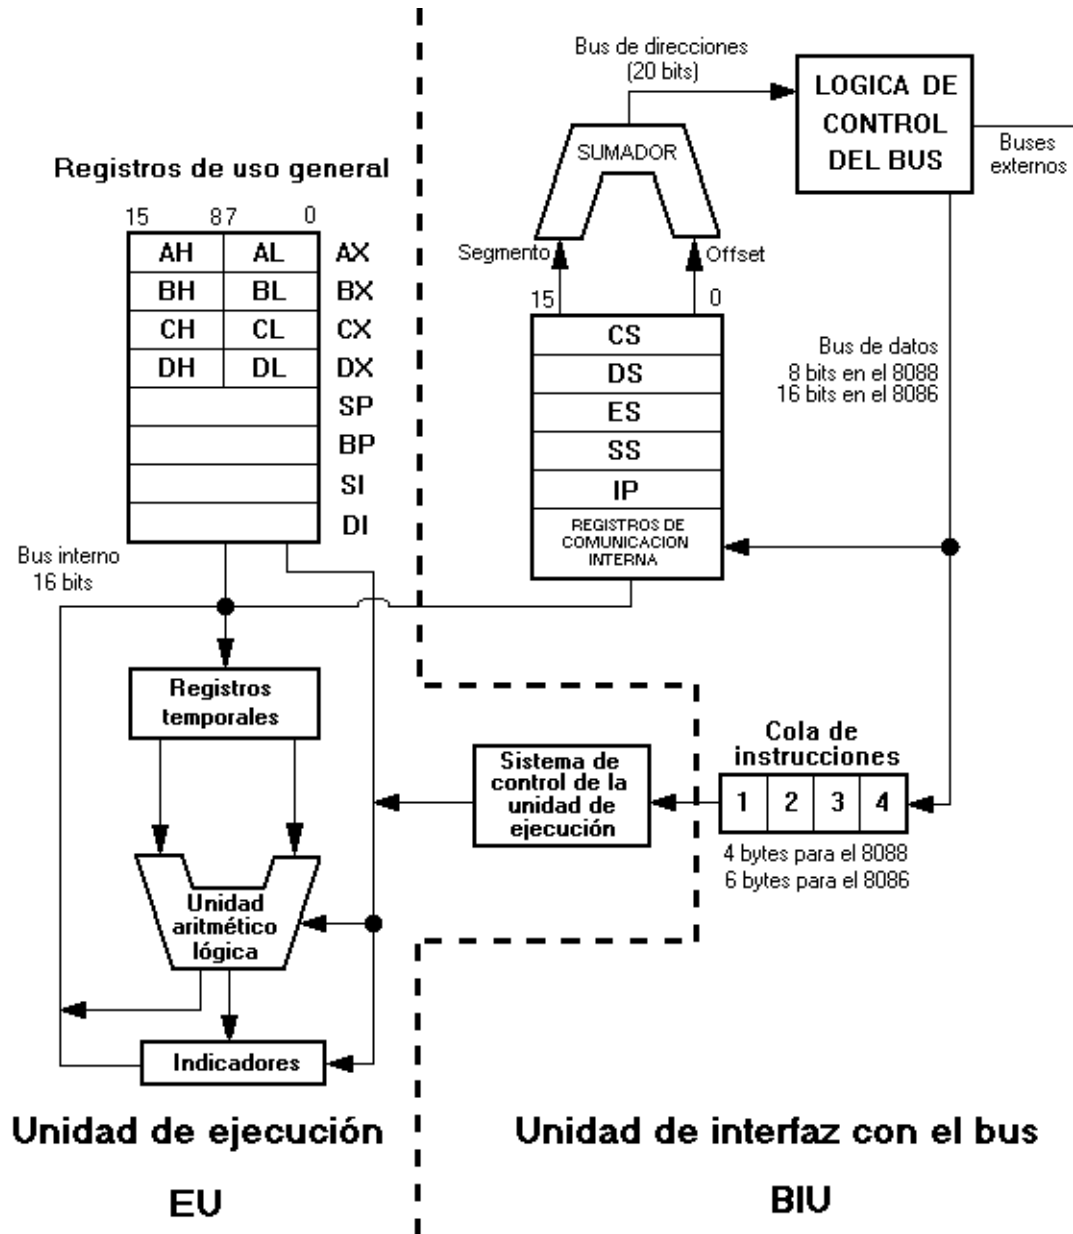 Bus de direcciones
(20 bits)
LOGICA DE
CONTROL
DEL BUS
Buses
externos
SUMADOR
Segmento
Offset
15
0
CS
DS
ES
SS
IP
REGISTROS DE
COMUNICACION
INTERNA
Bus de datos
8 bits en el 8088
16 bits en el 8086
Registros de uso general
15 8 7 0
AH AL AX
BH BL BX
CH CL CX
DH DL DX
SP
BP
SI
DI
Bus interno
16 bits
Registros
temporales
Unidad
aritmético
lógica
Indicadores
Sistema de
control de la
unidad de
ejecución
Cola de
instrucciones
1 2 3 4
4 bytes para el 8088
6 bytes para el 8086
Unidad de ejecución
EU
Unidad de interfaz con el bus
BIU